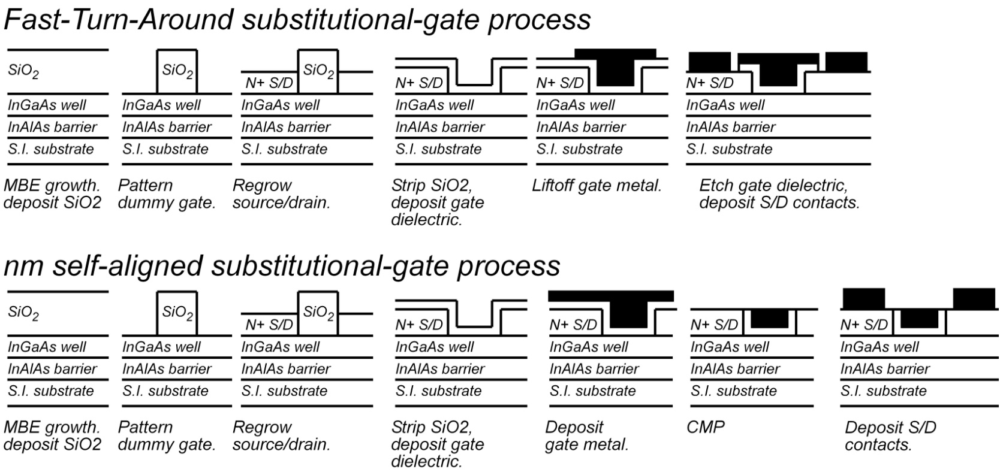 Fast-Turn-Around substitutional-gate process
SiO2
InGaAs well
InAlAs barrier
S.I. substrate
MBE growth.
deposit SiO2
SiO2
InGaAs well
InAlAs barrier
S.I. substrate
Pattern
dummy gate.
SiO2
N+ S/D
InGaAs well
InAlAs barrier
S.I. substrate
Regrow
source/drain.
N+ S/D
InGaAs well
InAlAs barrier
S.I. substrate
Strip SiO2,
deposit gate
dielectric.
N+ S/D
InGaAs well
InAlAs barrier
S.I. substrate
Liftoff gate metal.
N+ S/D
InGaAs well
InAlAs barrier
S.I. substrate
Etch gate dielectric,
deposit S/D contacts.
nm self-aligned substitutional-gate process
SiO2
InGaAs well
InAlAs barrier
S.I. substrate
MBE growth.
deposit SiO2
SiO2
InGaAs well
InAlAs barrier
S.I. substrate
Pattern
dummy gate.
SiO2
N+ S/D
InGaAs well
InAlAs barrier
S.I. substrate
Regrow
source/drain.
N+ S/D
InGaAs well
InAlAs barrier
S.I. substrate
Strip SiO2,
deposit gate
dielectric.
N+ S/D
InGaAs well
InAlAs barrier
S.I. substrate
Deposit
gate metal.
N+ S/D
InGaAs well
InAlAs barrier
S.I. substrate
CMP
N+ S/D
InGaAs well
InAlAs barrier
S.I. substrate
Deposit S/D
contacts.